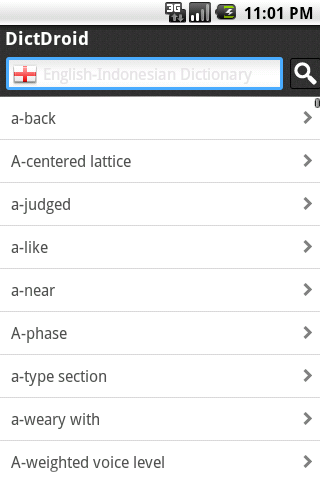 3G 11:01 PM
DictDroid
English-Indonesian Dictionary
a-back
A-centered lattice
a-judged
a-like
a-near
A-phase
a-type section
a-weary with
A-weighted voice level